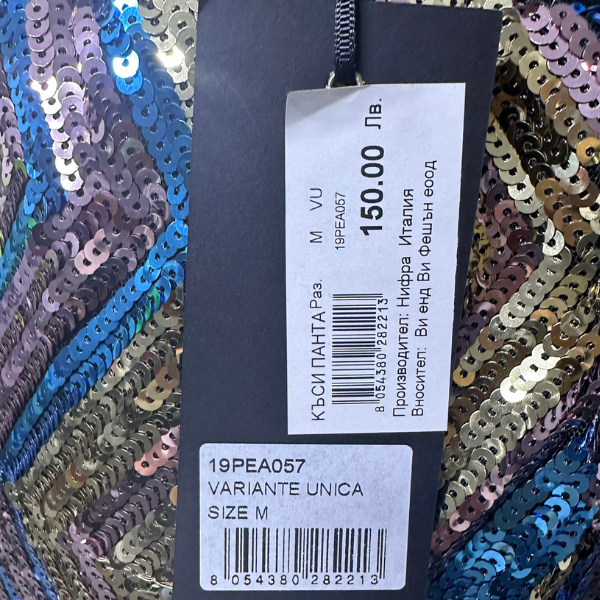 КЪСИ ПАНТА Раз. M VU
19PEA057
150.00 Лв.
8 054380 282213
Производител: Нифра Италия
Вносител: Ви енд Ви Фешън еоод
19PEA057
VARIANTE UNICA
SIZE M
8 054380 282213